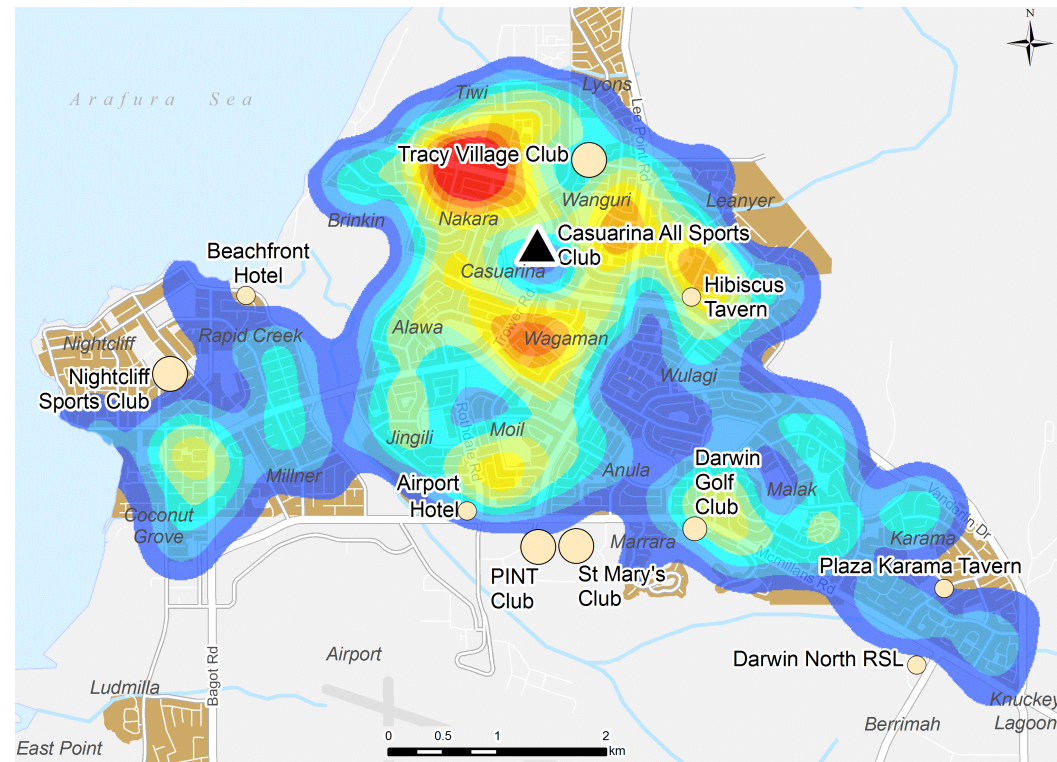 N
Arafura Sea
Tiwi
Lyons
Lee Point Rd
Tracy Village Club
Wanguri
Leanyer
Brinkin
Nakara
Casuarina All Sports
Club
Beachfront
Hotel
Casuarina
Hibiscus
Tavern
Trower Rd
Nightcliff
Rapid Creek
Alawa
Wagaman
Nightcliff
Sports Club
Wulagi
Rothdale Rd
Jingili
Moil
Millner
Anula
Darwin
Golf
Club
Malak
Airport
Hotel
Coconut
Grove
Vanderlin Dr
Marrara
Karama
Mcmillans Rd
Plaza Karama Tavern
PINT
Club
St Mary's
Club
Airport
Bagot Rd
Darwin North RSL
Ludmilla
Knuckey
Lagoon
Berrimah
East Point
0 0.5 1 2
km